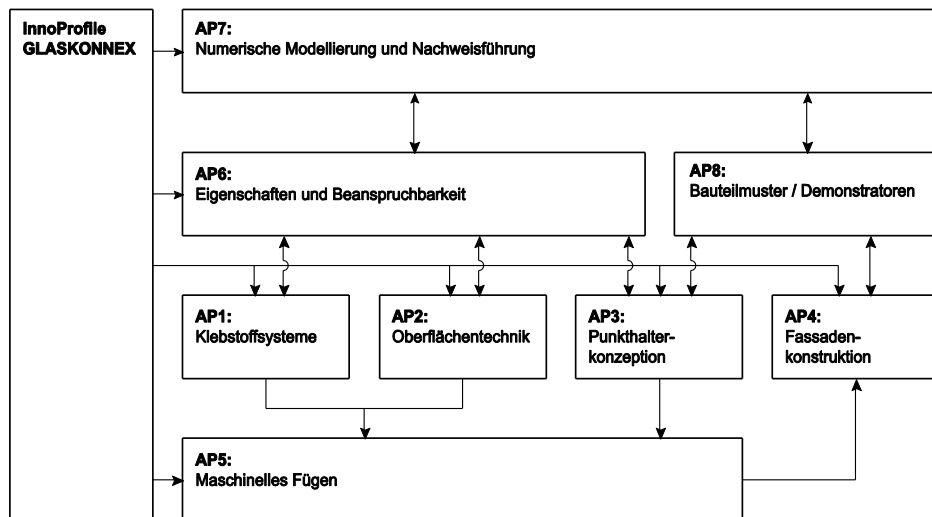 InnoProfile
GLASKONNEX
AP7:
Numerische Modellierung und Nachweisführung
AP6:
Eigenschaften und Beanspruchbarkeit
AP8:
Bauteilmuster / Demonstratoren
AP1:
Klebstoffsysteme
AP2:
Oberflächentechnik
AP3:
Punkthalter-
konzeption
AP4:
Fassaden-
konstruktion
AP5:
Maschinelles Fügen